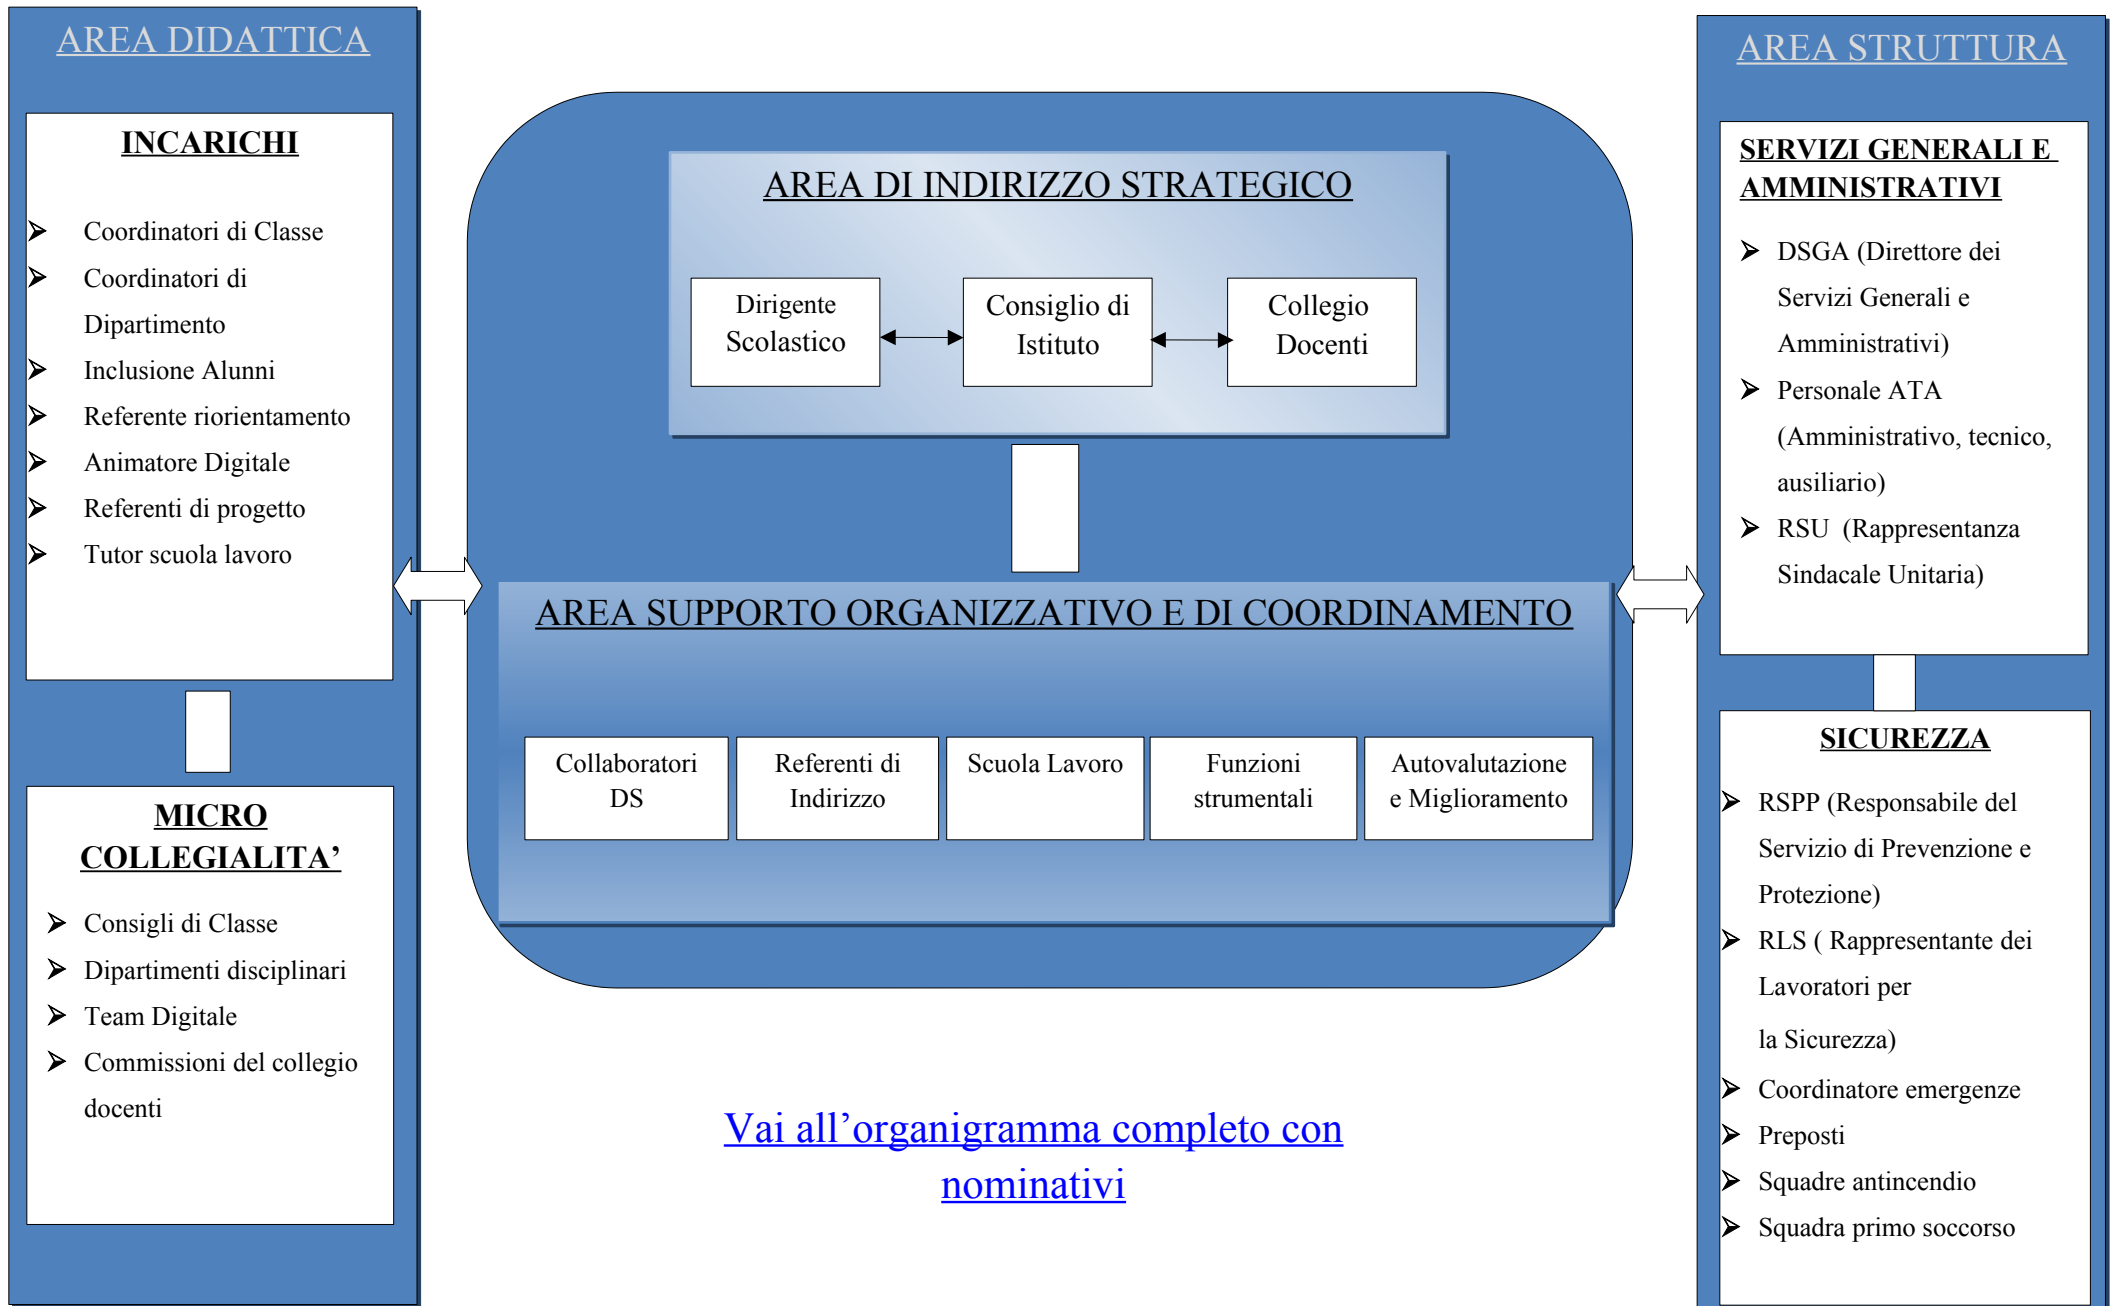 AREA DIDATTICA
INCARICHI
Coordinatori di Classe
Coordinatori di
Dipartimento
Inclusione Alunni
Referente riorientamento
Animatore Digitale
Referenti di progetto
Tutor scuola lavoro
MICRO
COLLEGIALITA’
Consigli di Classe
Dipartimenti disciplinari
Team Digitale
Commissioni del collegio
docenti
AREA DI INDIRIZZO STRATEGICO
Dirigente
Scolastico
Consiglio di
Istituto
Collegio
Docenti
AREA SUPPORTO ORGANIZZATIVO E DI COORDINAMENTO
Collaboratori
DS
Referenti di
Indirizzo
Scuola Lavoro
Funzioni
strumentali
Autovalutazione
e Miglioramento
Vai all’organigramma completo con
nominativi
AREA STRUTTURA
SERVIZI GENERALI E
AMMINISTRATIVI
DSGA (Direttore dei
Servizi Generali e
Amministrativi)
Personale ATA
(Amministrativo, tecnico,
ausiliario)
RSU (Rappresentanza
Sindacale Unitaria)
SICUREZZA
RSPP (Responsabile del
Servizio di Prevenzione e
Protezione)
RLS ( Rappresentante dei
Lavoratori per
la Sicurezza)
Coordinatore emergenze
Preposti
Squadre antincendio
Squadra primo soccorso